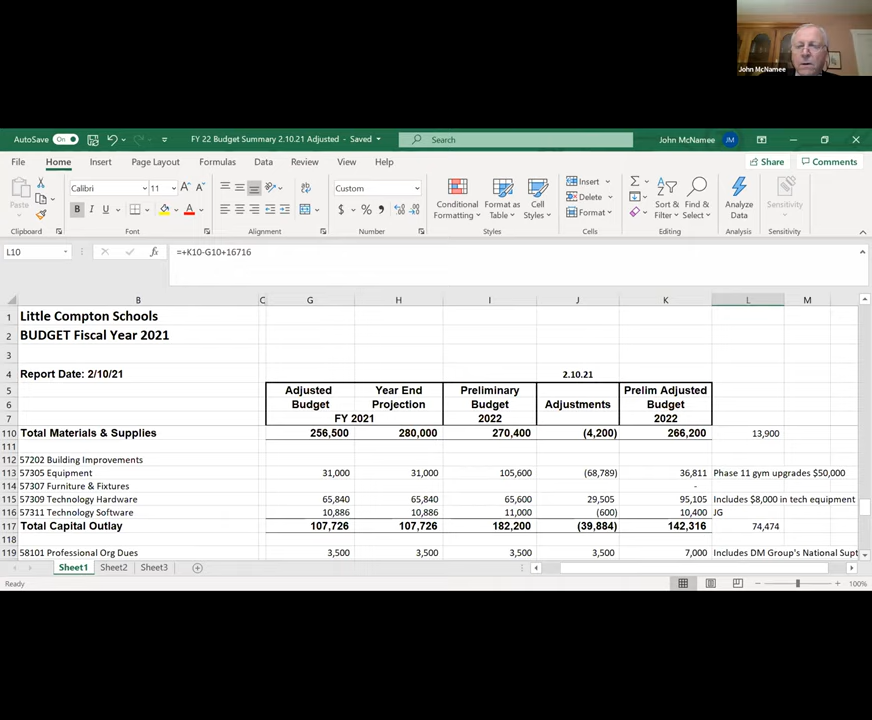 John McNamee
AutoSave On FY 22 Budget Summary 2.10.21 Adjusted - Saved Search John McNamee JM
File Home Insert Page Layout Formulas Data Review View Help Share Comments
Paste Calibri 11 A A B I U A Custom $ % , Conditional Formatting Format as Table Cell Styles Insert Delete Format Sort & Filter Find & Select Analyze Data Sensitivity
Clipboard Font Alignment Number Styles Cells Editing Analysis Sensitivity
L10 fx =+K10-G10+16716
B C G H I J K L M
1 Little Compton Schools
2 BUDGET Fiscal Year 2021
3
4 Report Date: 2/10/21 2.10.21
5 Adjusted Year End Preliminary Prelim Adjusted
6 Budget Projection Budget Adjustments Budget
7 FY 2021 2022 2022
110 Total Materials & Supplies 256,500 280,000 270,400 (4,200) 266,200 13,900
111
112 57202 Building Improvements
113 57305 Equipment 31,000 31,000 105,600 (68,789) 36,811 Phase 11 gym upgrades $50,000
114 57307 Furniture & Fixtures -
115 57309 Technology Hardware 65,840 65,840 65,600 29,505 95,105 Includes $8,000 in tech equipment
116 57311 Technology Software 10,886 10,886 11,000 (600) 10,400 JG
117 Total Capital Outlay 107,726 107,726 182,200 (39,884) 142,316 74,474
118
119 58101 Professional Org Dues 3,500 3,500 3,500 3,500 7,000 Includes DM Group's National Supt
Sheet1 Sheet2 Sheet3
Ready 100%